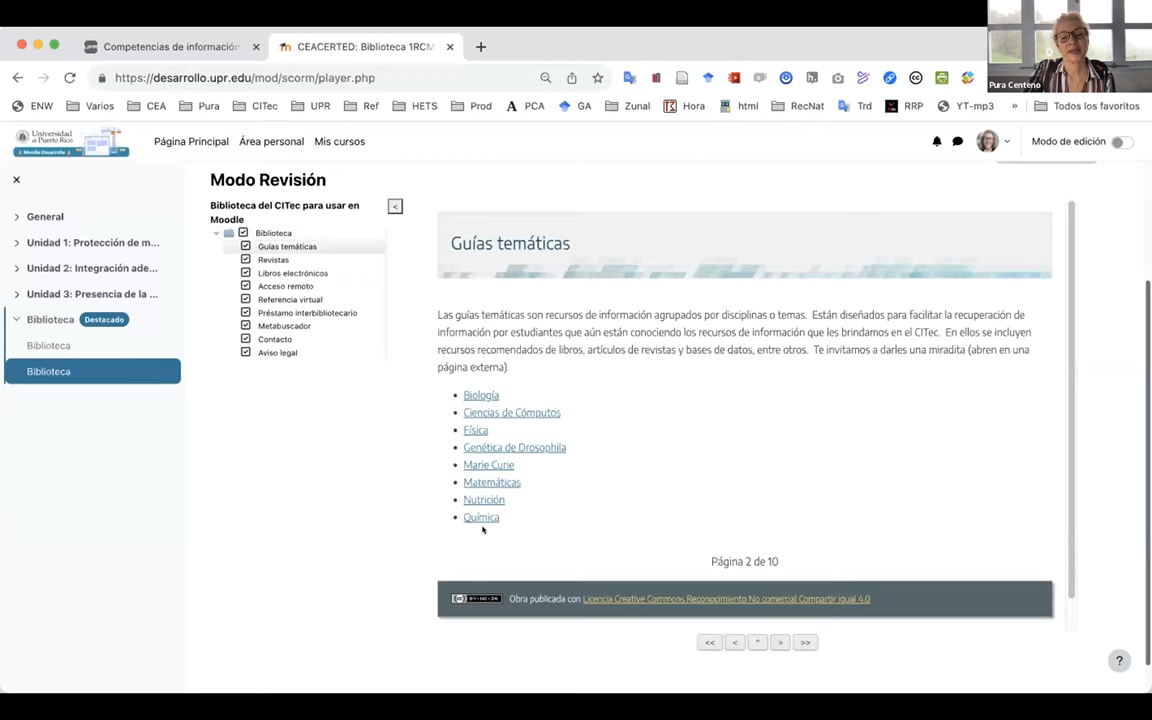 Competencias de información
CEACERTED: Biblioteca 1RCM
https://desarrollo.upr.edu/mod/scorm/player.php
Pura Centeno
ENW Varios CEA Pura CITec UPR Ref HETS Prod PCA GA Zunal Hora html RecNat Trd RRP YT-mp3 » Todos los favoritos
Universidad
de Puerto Rico
Página Principal Área personal Mis cursos Modo de edición
General
Unidad 1: Protección de m...
Unidad 2: Integración ade...
Unidad 3: Presencia de la ...
Biblioteca Destacado
Biblioteca
Biblioteca
Modo Revisión
Biblioteca del CITec para usar en
Moodle
<
Biblioteca
Guías temáticas
Revistas
Libros electrónicos
Acceso remoto
Referencia virtual
Préstamo interbibliotecario
Metabuscador
Contacto
Aviso legal
Guías temáticas
Las guías temáticas son recursos de información agrupados por disciplinas o temas. Están diseñados para facilitar la recuperación de
información por estudiantes que aún están conociendo los recursos de información que les brindamos en el CITec. En ellos se incluyen
recursos recomendados de libros, artículos de revistas y bases de datos, entre otros. Te invitamos a darles una miradita (abren en una
página externa).
• Biología
• Ciencias de Cómputos
• Física
• Genética de Drosophila
• Marie Curie
• Matemáticas
• Nutrición
• Química
Página 2 de 10
BY-NC-SA Obra publicada con Licencia Creative Commons Reconocimiento No comercial Compartir igual 4.0
<< < ^ > >>
?